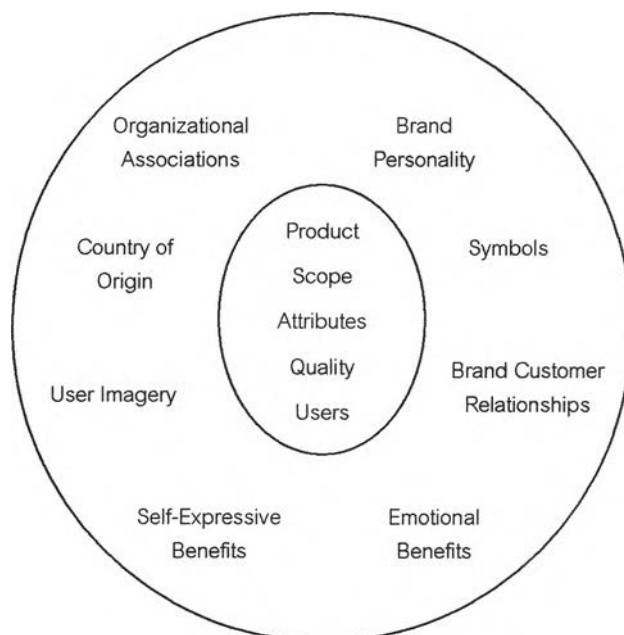 Organizational
Associations
Brand
Personality
Country of
Origin
Product
Scope
Attributes
Quality
Users
Symbols
User Imagery
Brand Customer
Relationships
Self-Expressive
Benefits
Emotional
Benefits